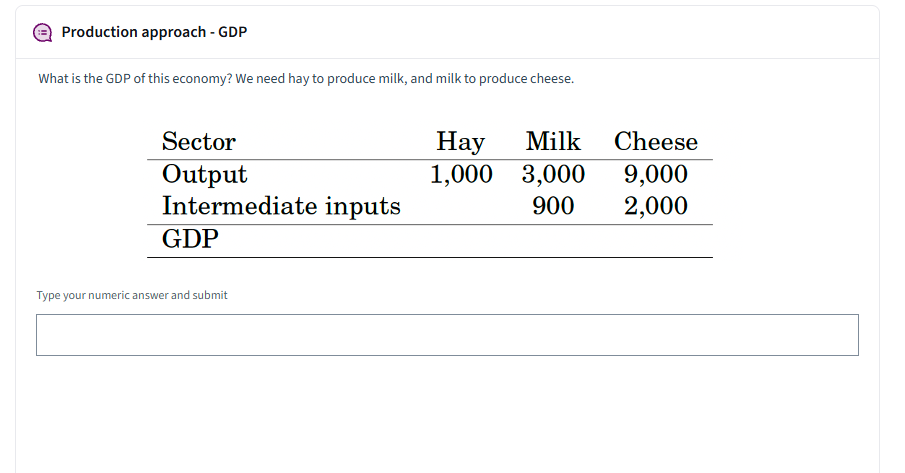 Production approach - GDP
What is the GDP of this economy? We need hay to produce milk, and milk to produce cheese.
Sector Hay Milk Cheese
Output 1,000 3,000 9,000
Intermediate inputs 900 2,000
GDP
Type your numeric answer and submit